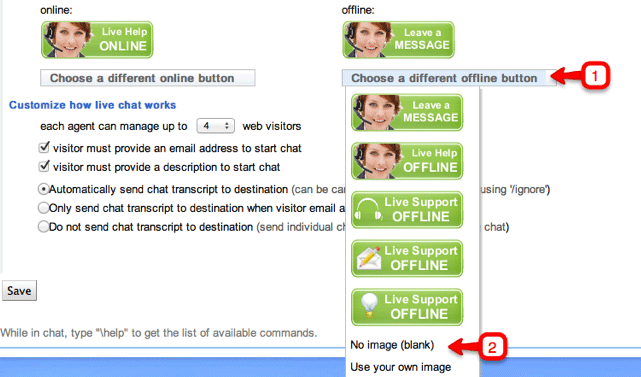 online:
offline:
Live Help
ONLINE
Leave a
MESSAGE
Choose a different online button
Choose a different offline button
1
Customize how live chat works
each agent can manage up to 4 web visitors
visitor must provide an email address to start chat
visitor must provide a description to start chat
Automatically send chat transcript to destination (can be ca
using '/ignore')
Only send chat transcript to destination when visitor email a
Do not send chat transcript to destination (send individual ch
chat)
Leave a
MESSAGE
Live Help
OFFLINE
Live Support
OFFLINE
Live Support
OFFLINE
Live Support
OFFLINE
No image (blank)
2
Use your own image
Save
While in chat, type "\help" to get the list of available commands.